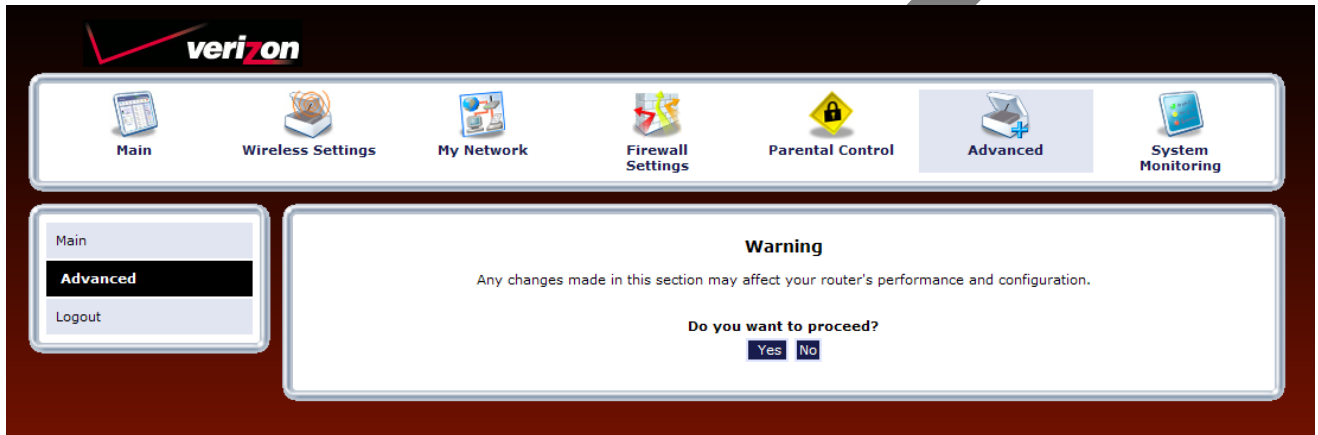 verizon
Main
Wireless Settings
My Network
Firewall
Settings
Parental Control
Advanced
System
Monitoring
Main
Advanced
Logout
Warning
Any changes made in this section may affect your router's performance and configuration.
Do you want to proceed?
Yes No